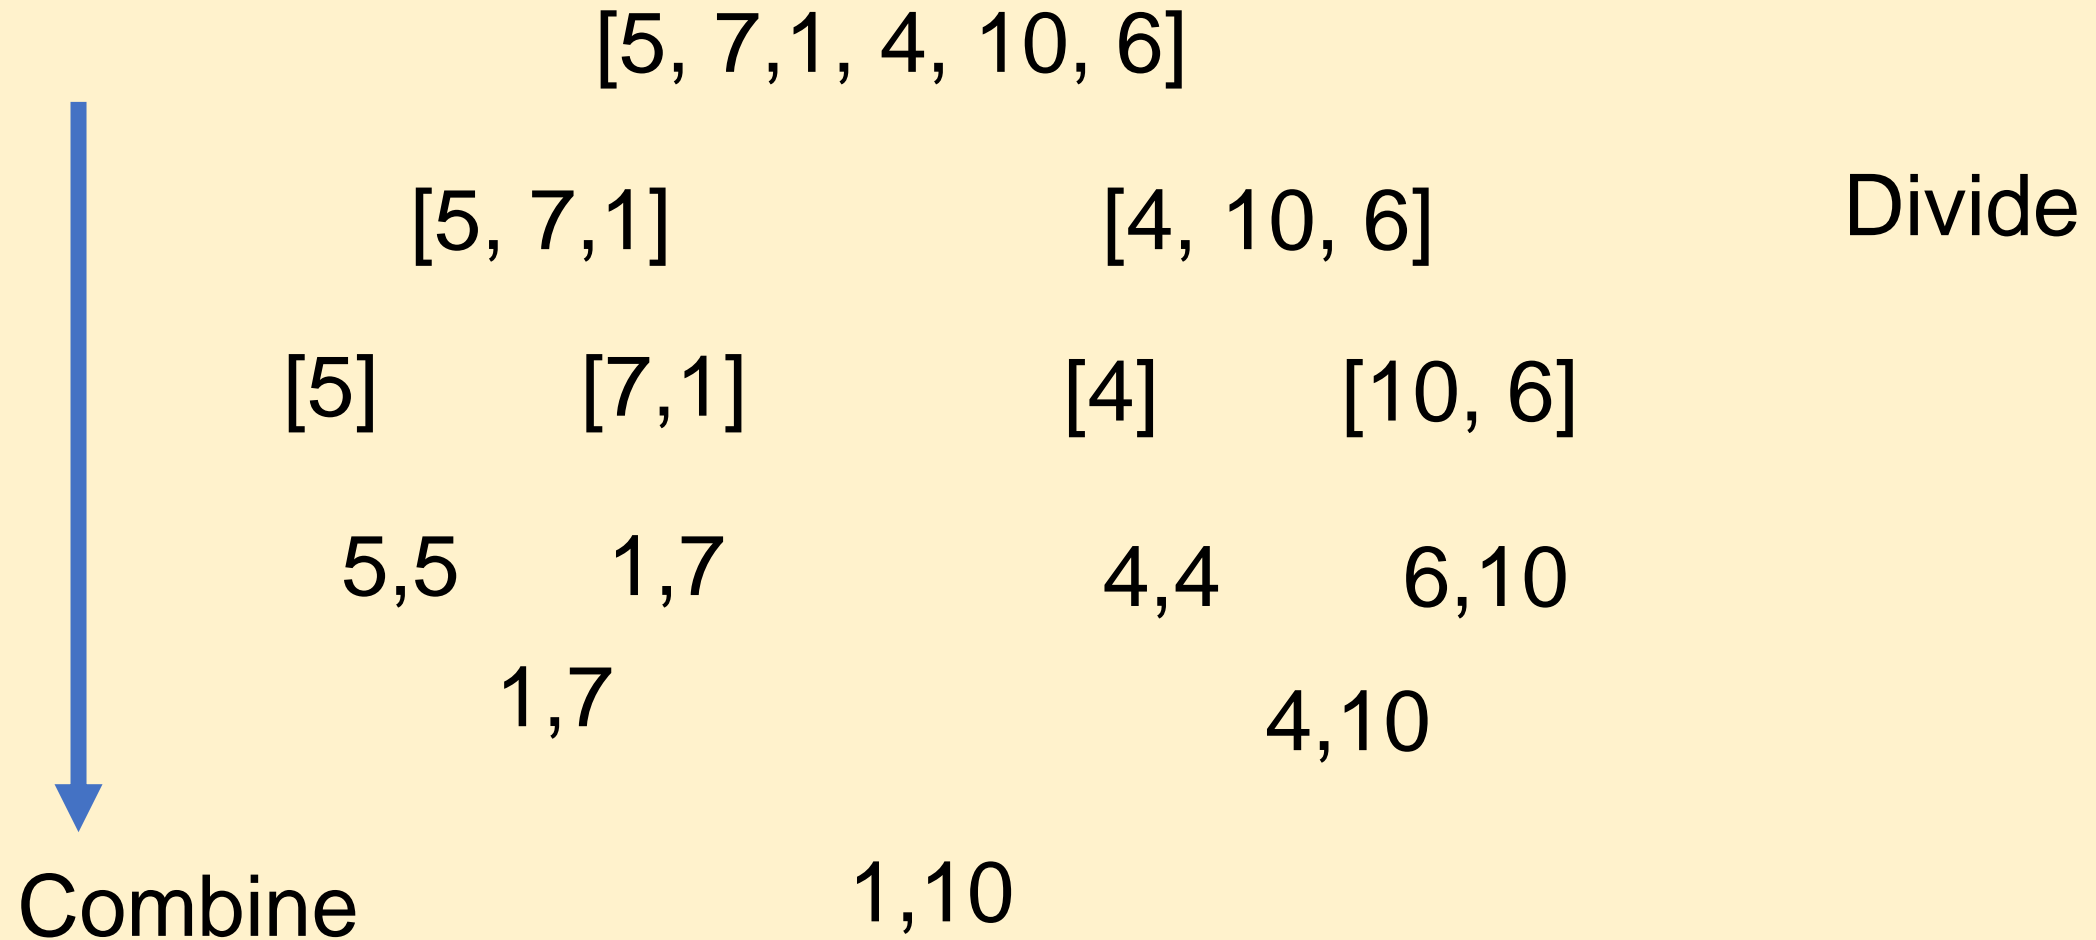 [5, 7,1, 4, 10, 6]
[5, 7,1] [4, 10, 6] Divide
[5] [7,1] [4] [10, 6]
5,5 1,7 4,4 6,10
1,7 4,10
Combine 1,10